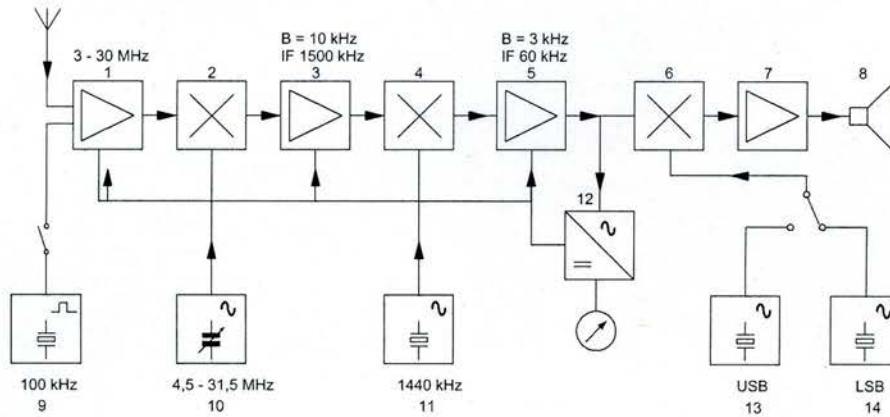 B = 10 kHz
B = 3 kHz
3 - 30 MHz
IF 1500 kHz
IF 60 kHz
1
2
3
4
5
6
7
8
12
100 kHz
4,5 - 31,5 MHz
1440 kHz
USB
LSB
9
10
11
13
14